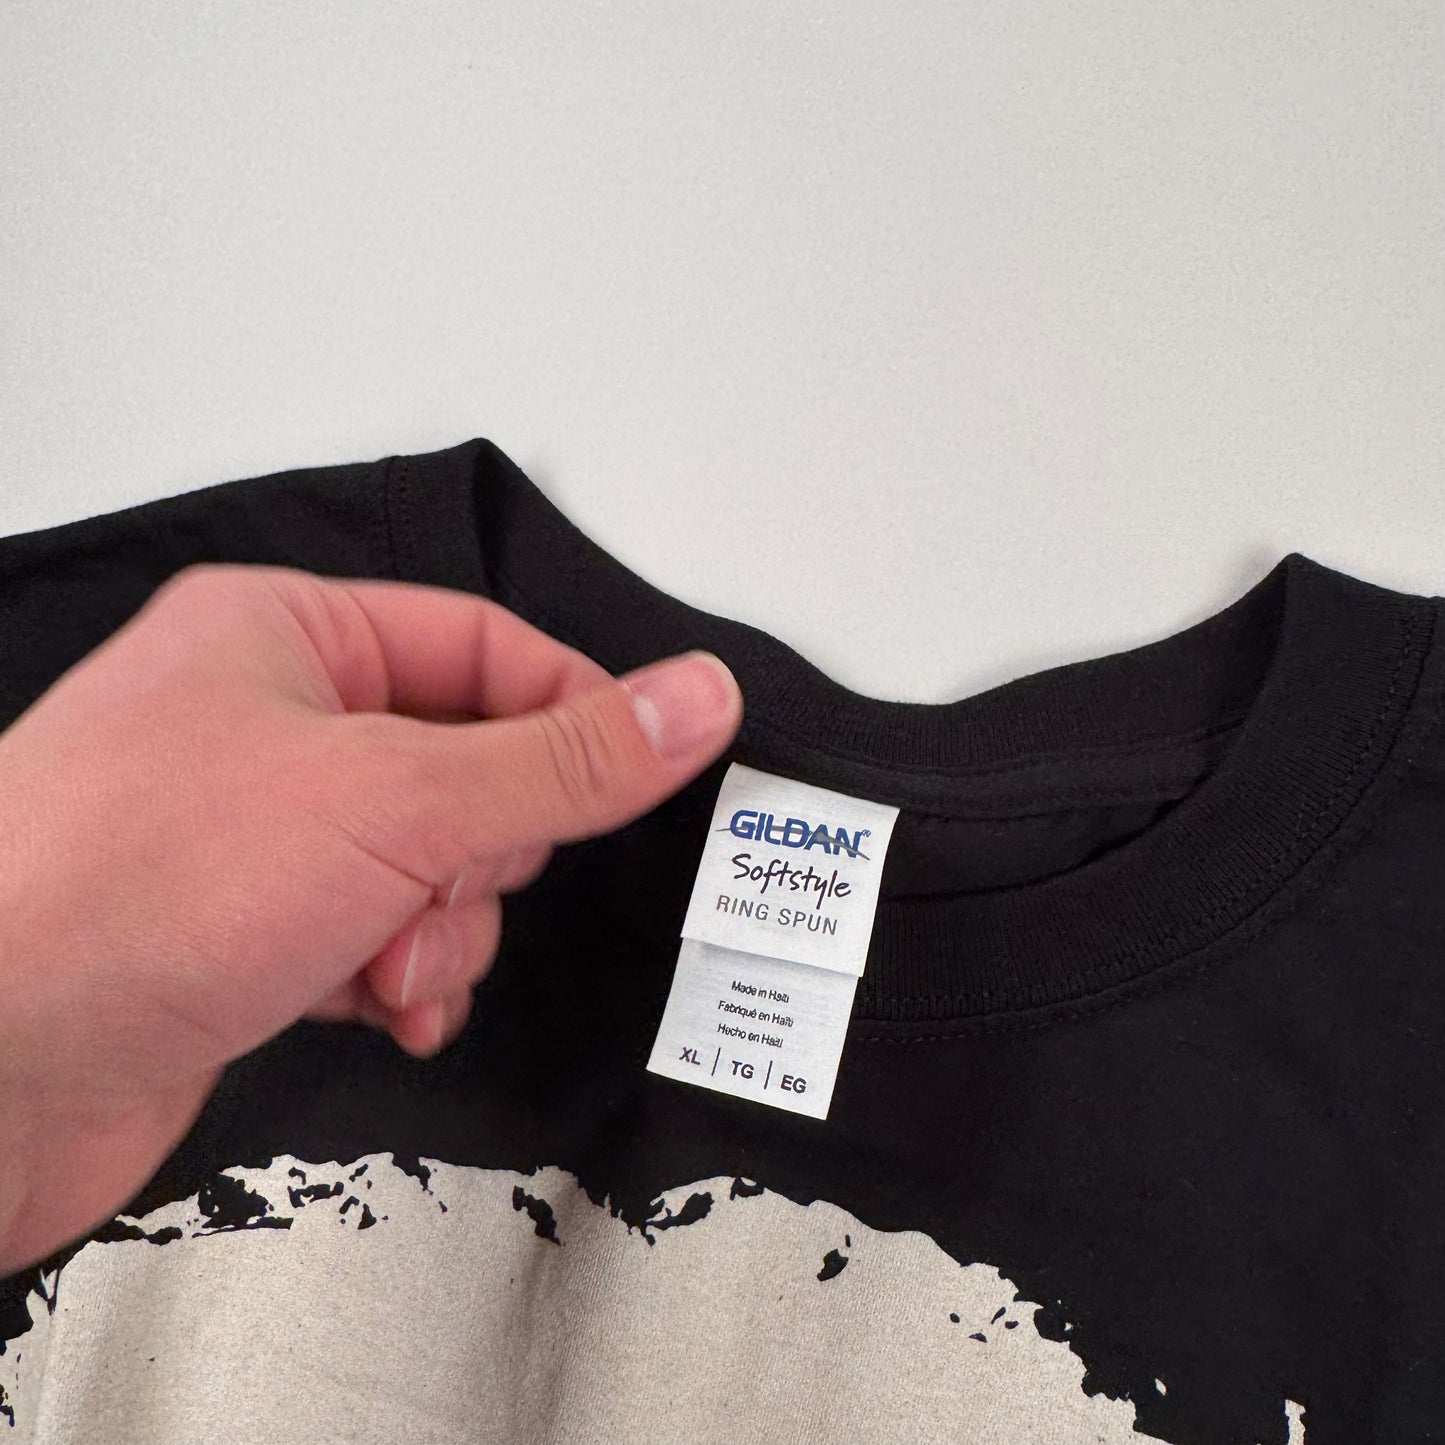 GILDAN®
Softstyle
RING SPUN
Made in Haiti
Fabriqué en Haïti
Hecho en Haití
XL | TG | EG